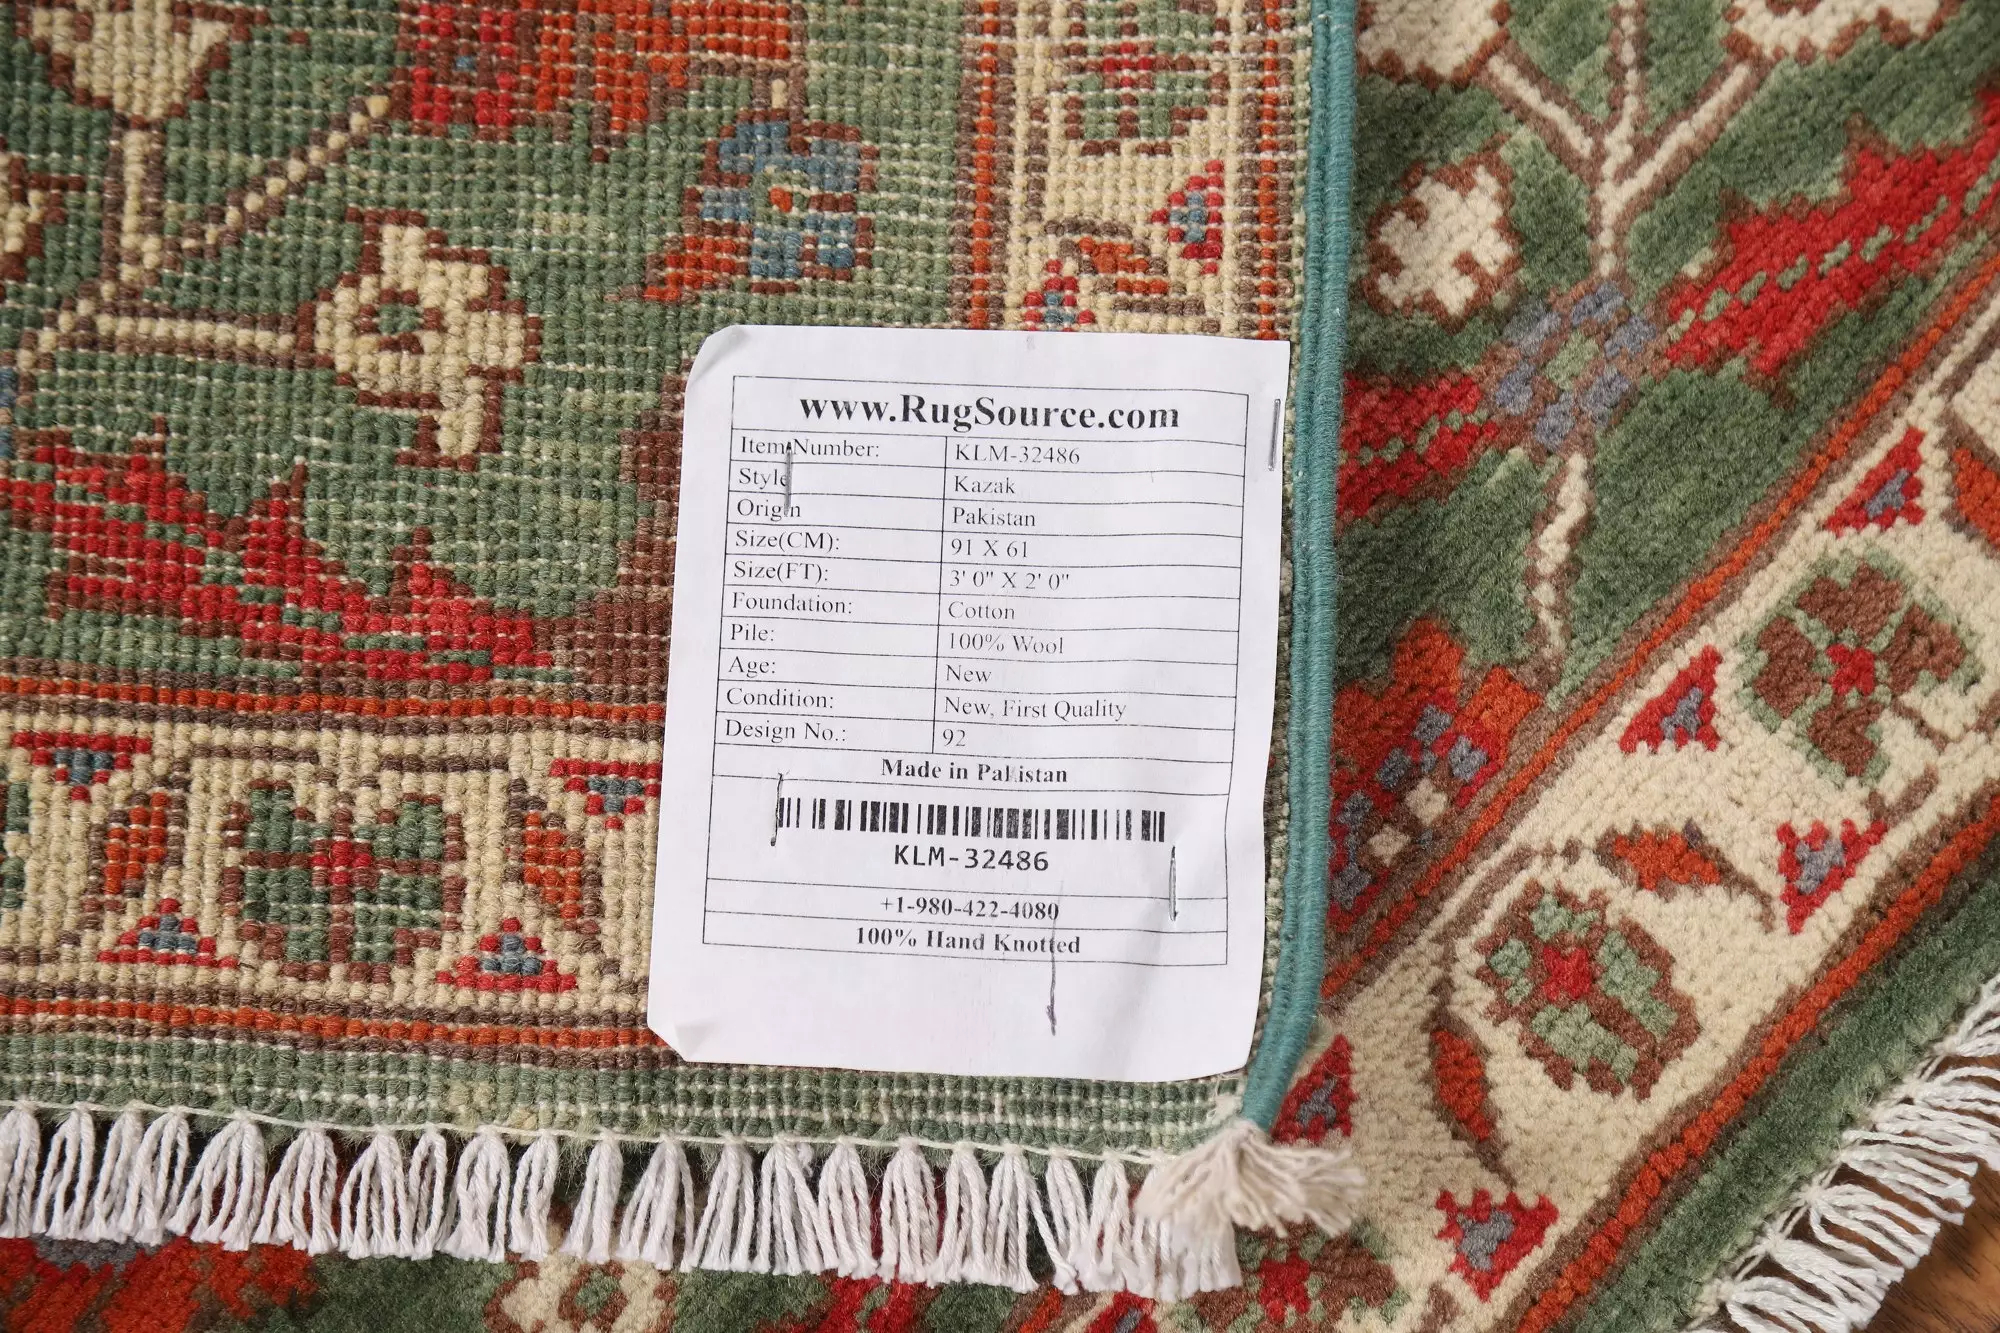 www.RugSource.com
Item Number: KLM-32486
Style Kazak
Origin Pakistan
Size(CM): 91 X 61
Size(FT): 3' 0" X 2' 0"
Foundation: Cotton
Pile: 100% Wool
Age: New
Condition: New, First Quality
Design No.: 92
Made in Pakistan
KLM-32486
+1-980-422-4080
100% Hand Knotted